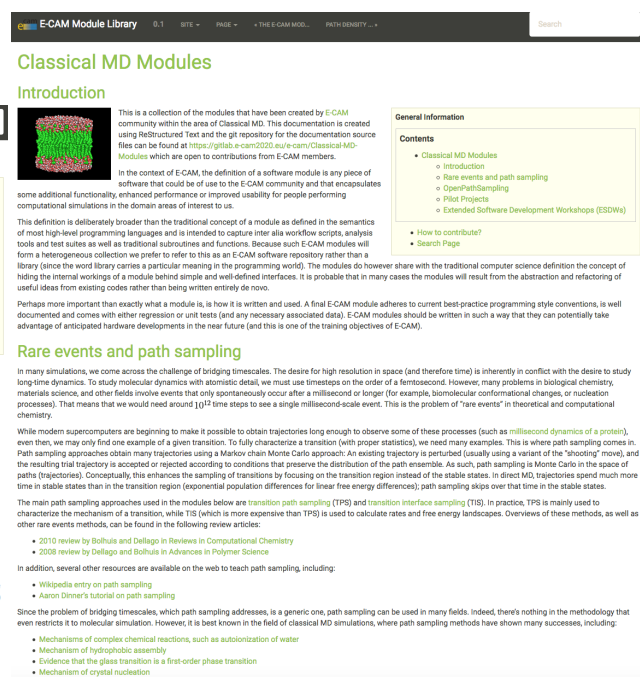 E-CAM Module Library 0.1 SITE PAGE « THE E-CAM MOD... PATH DENSITY ... » Search
Classical MD Modules
Introduction
This is a collection of the modules that have been created by E-CAM
community within the area of Classical MD. This documentation is created
using ReStructured Text and the git repository for the documentation source
files can be found at https://gitlab.e-cam2020.eu/e-cam/Classical-MD-
Modules which are open to contributions from E-CAM members.
In the context of E-CAM, the definition of a software module is any piece of
software that could be of use to the E-CAM community and that encapsulates
some additional functionality, enhanced performance or improved usability for people performing
computational simulations in the domain areas of interest to us.
General Information
Contents
• Classical MD Modules
◦ Introduction
◦ Rare events and path sampling
◦ OpenPathSampling
◦ Pilot Projects
◦ Extended Software Development Workshops (ESDWs)
• How to contribute?
• Search Page
This definition is deliberately broader than the traditional concept of a module as defined in the semantics
of most high-level programming languages and is intended to capture inter alia workflow scripts, analysis
tools and test suites as well as traditional subroutines and functions. Because such E-CAM modules will
form a heterogeneous collection we prefer to refer to this as an E-CAM software repository rather than a
library (since the word library carries a particular meaning in the programming world). The modules do however share with the traditional computer science definition the concept of
hiding the internal workings of a module behind simple and well-defined interfaces. It is probable that in many cases the modules will result from the abstraction and refactoring of
useful ideas from existing codes rather than being written entirely de novo.
Perhaps more important than exactly what a module is, is how it is written and used. A final E-CAM module adheres to current best-practice programming style conventions, is well
documented and comes with either regression or unit tests (and any necessary associated data). E-CAM modules should be written in such a way that they can potentially take
advantage of anticipated hardware developments in the near future (and this is one of the training objectives of E-CAM).
Rare events and path sampling
In many simulations, we come across the challenge of bridging timescales. The desire for high resolution in space (and therefore time) is inherently in conflict with the desire to study
long-time dynamics. To study molecular dynamics with atomistic detail, we must use timesteps on the order of a femtosecond. However, many problems in biological chemistry,
materials science, and other fields involve events that only spontaneously occur after a millisecond or longer (for example, biomolecular conformational changes, or nucleation
processes). That means that we would need around 10¹² time steps to see a single millisecond-scale event. This is the problem of "rare events" in theoretical and computational
chemistry.
While modern supercomputers are beginning to make it possible to obtain trajectories long enough to observe some of these processes (such as millisecond dynamics of a protein),
even then, we may only find one example of a given transition. To fully characterize a transition (with proper statistics), we need many examples. This is where path sampling comes in.
Path sampling approaches obtain many trajectories using a Markov chain Monte Carlo approach: An existing trajectory is perturbed (usually using a variant of the "shooting" move), and
the resulting trial trajectory is accepted or rejected according to conditions that preserve the distribution of the path ensemble. As such, path sampling is Monte Carlo in the space of
paths (trajectories). Conceptually, this enhances the sampling of transitions by focusing on the transition region instead of the stable states. In direct MD, trajectories spend much more
time in stable states than in the transition region (exponential population differences for linear free energy differences); path sampling skips over that time in the stable states.
The main path sampling approaches used in the modules below are transition path sampling (TPS) and transition interface sampling (TIS). In practice, TPS is mainly used to
characterize the mechanism of a transition, while TIS (which is more expensive than TPS) is used to calculate rates and free energy landscapes. Overviews of these methods, as well as
other rare events methods, can be found in the following review articles:
• 2010 review by Bolhuis and Dellago in Reviews in Computational Chemistry
• 2008 review by Dellago and Bolhuis in Advances in Polymer Science
In addition, several other resources are available on the web to teach path sampling, including:
• Wikipedia entry on path sampling
• Aaron Dinner's tutorial on path sampling
Since the problem of bridging timescales, which path sampling addresses, is a generic one, path sampling can be used in many fields. Indeed, there's nothing in the methodology that
even restricts it to molecular simulation. However, it is best known in the field of classical MD simulations, where path sampling methods have shown many successes, including:
• Mechanisms of complex chemical reactions, such as autoionization of water
• Mechanism of hydrophobic assembly
• Evidence that the glass transition is a first-order phase transition
• Mechanism of crystal nucleation